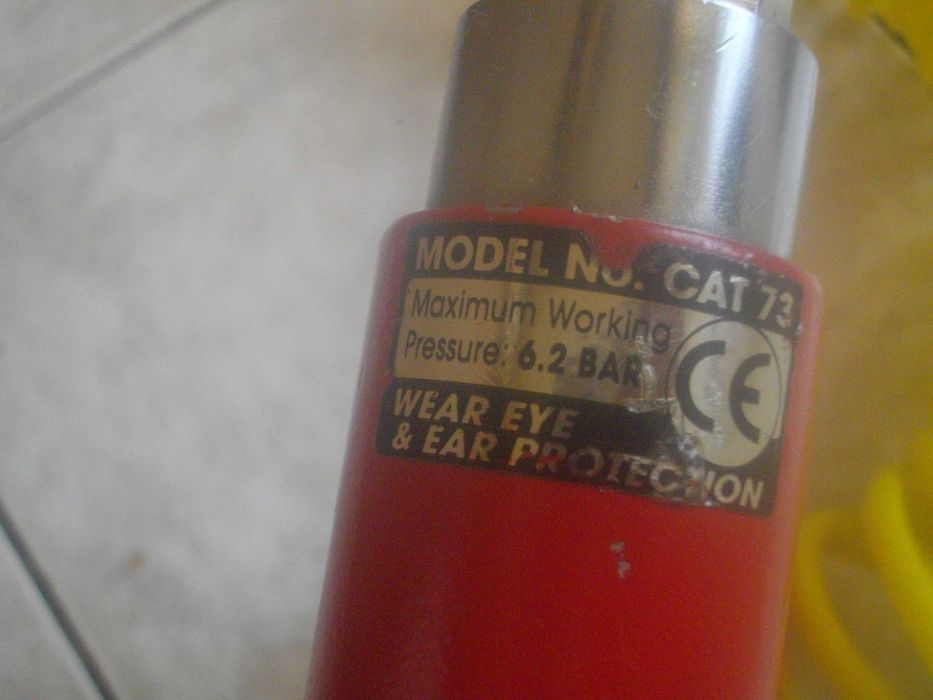 MODEL NO. CAT 73
Maximum Working
Pressure: 6.2 BAR
CE
WEAR EYE
& EAR PROTECTION